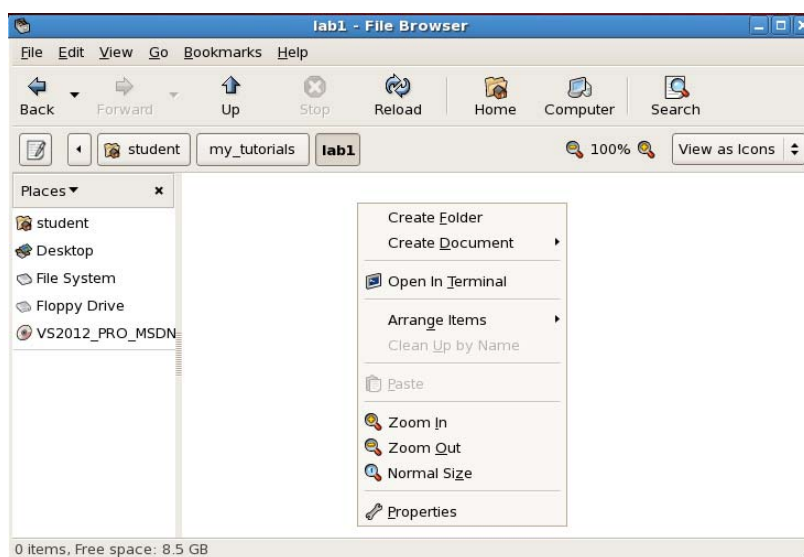 lab1 - File Browser
File Edit View Go Bookmarks Help
Back Forward Up Stop Reload Home Computer Search
student my_tutorials lab1 100% View as Icons
Places
student
Desktop
File System
Floppy Drive
VS2012_PRO_MSDN
Create Folder
Create Document
Open In Terminal
Arrange Items
Clean Up by Name
Paste
Zoom In
Zoom Out
Normal Size
Properties
0 items, Free space: 8.5 GB